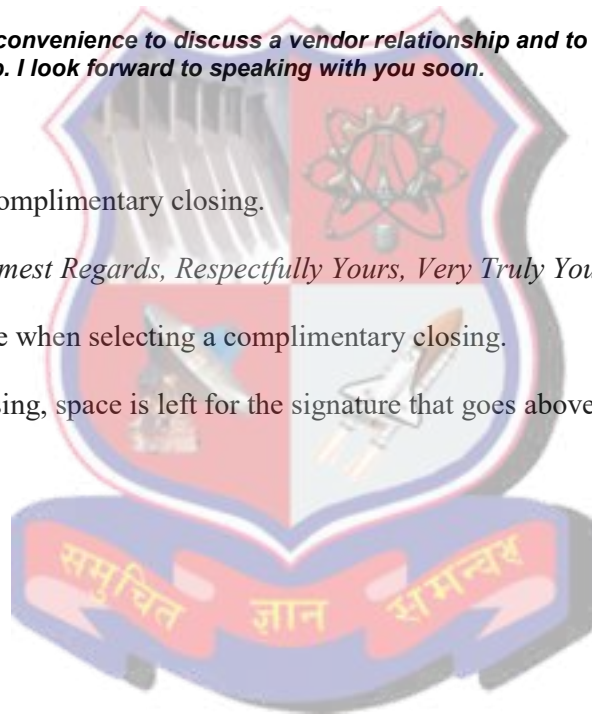 convenience to discuss a vendor relationship and to
o. I look forward to speaking with you soon.
omplimentary closing.
mest Regards, Respectfully Yours, Very Truly You
e when selecting a complimentary closing.
sing, space is left for the signature that goes above
समुचित ज्ञान समन्वय